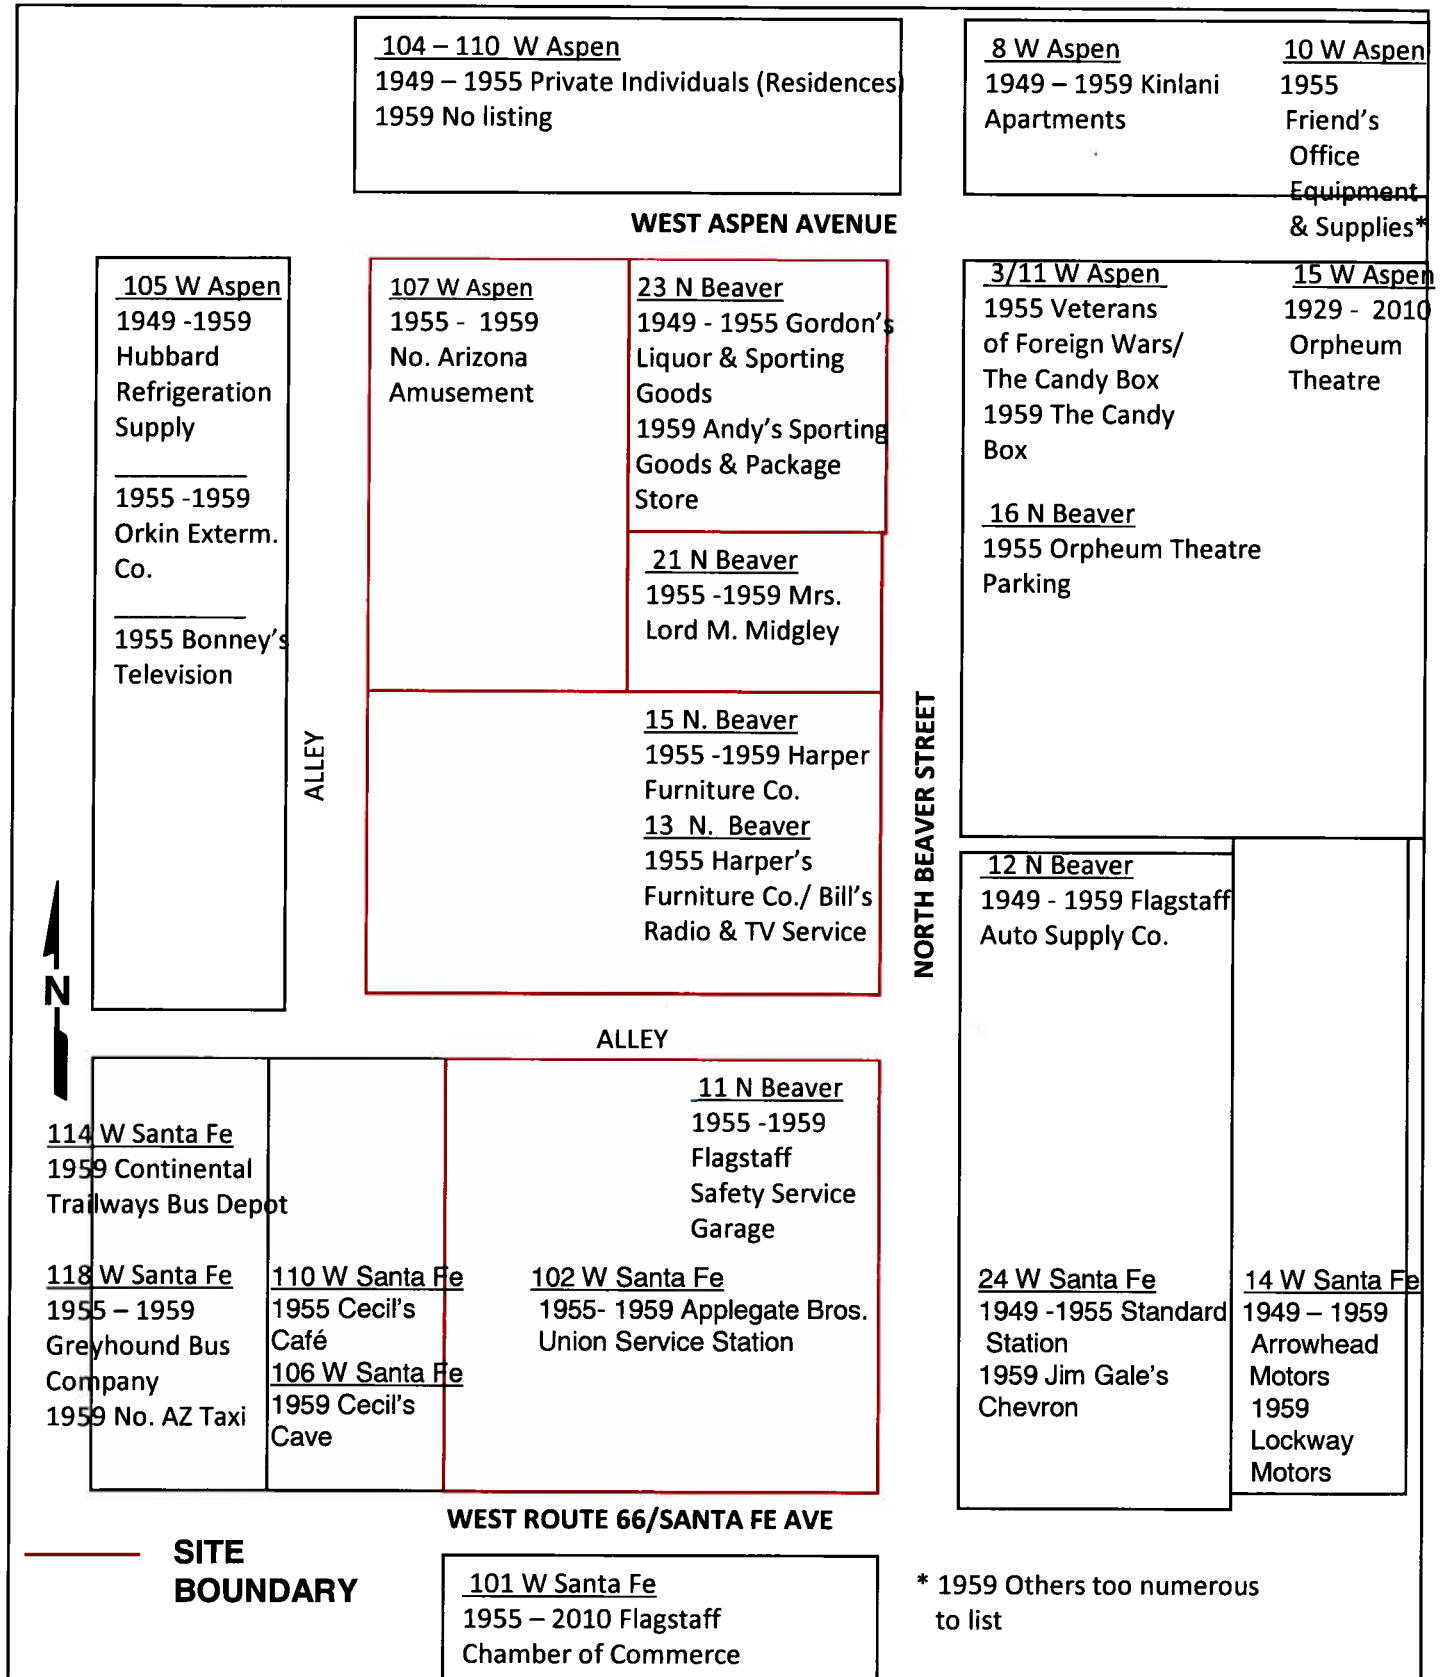 104 – 110 W Aspen
1949 – 1955 Private Individuals (Residences)
1959 No listing
8 W Aspen
1949 – 1959 Kinlani
Apartments
10 W Aspen
1955
Friend's
Office
Equipment
& Supplies*
WEST ASPEN AVENUE
105 W Aspen
1949 -1959
Hubbard
Refrigeration
Supply
1955 -1959
Orkin Exterm.
Co.
1955 Bonney's
Television
ALLEY
107 W Aspen
1955 - 1959
No. Arizona
Amusement
23 N Beaver
1949 - 1955 Gordon's
Liquor & Sporting
Goods
1959 Andy's Sporting
Goods & Package
Store
21 N Beaver
1955 -1959 Mrs.
Lord M. Midgley
15 N. Beaver
1955 -1959 Harper
Furniture Co.
13 N. Beaver
1955 Harper's
Furniture Co./ Bill's
Radio & TV Service
NORTH BEAVER STREET
3/11 W Aspen
1955 Veterans
of Foreign Wars/
The Candy Box
1959 The Candy
Box
15 W Aspen
1929 - 2010
Orpheum
Theatre
16 N Beaver
1955 Orpheum Theatre
Parking
12 N Beaver
1949 - 1959 Flagstaff
Auto Supply Co.
N
ALLEY
114 W Santa Fe
1959 Continental
Trailways Bus Depot
118 W Santa Fe
1955 – 1959
Greyhound Bus
Company
1959 No. AZ Taxi
110 W Santa Fe
1955 Cecil's
Café
106 W Santa Fe
1959 Cecil's
Cave
11 N Beaver
1955 -1959
Flagstaff
Safety Service
Garage
102 W Santa Fe
1955- 1959 Applegate Bros.
Union Service Station
24 W Santa Fe
1949 -1955 Standard
Station
1959 Jim Gale's
Chevron
14 W Santa Fe
1949 – 1959
Arrowhead
Motors
1959
Lockway
Motors
WEST ROUTE 66/SANTA FE AVE
SITE
BOUNDARY
101 W Santa Fe
1955 – 2010 Flagstaff
Chamber of Commerce
* 1959 Others too numerous
to list